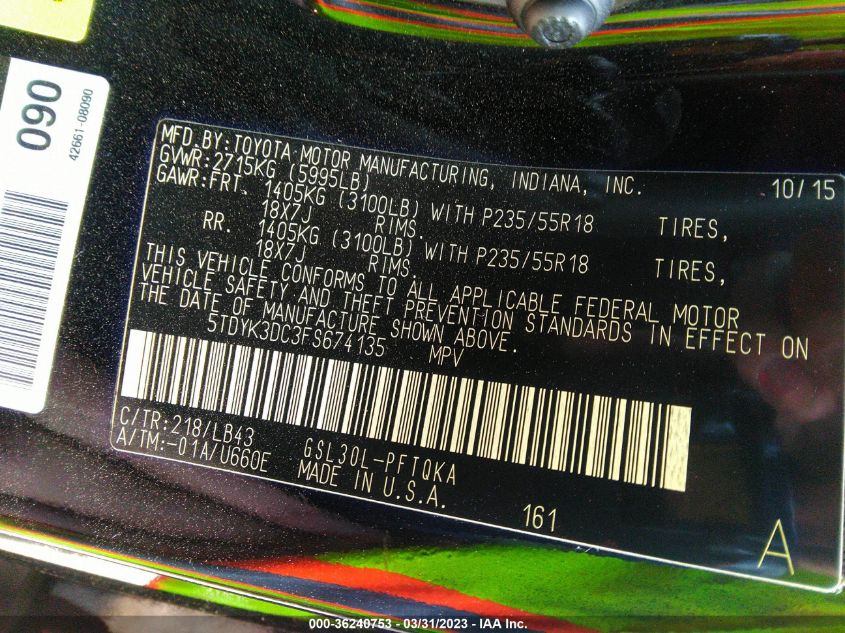 090
42661-08090
MFD.BY:TOYOTA MOTOR MANUFACTURING, INDIANA, INC. 10/15
GVWR:2715KG (5995LB)
GAWR:FRT. 1405KG (3100LB) WITH P235/55R18 TIRES,
18X7J RIMS.
RR. 1405KG (3100LB) WITH P235/55R18 TIRES,
18X7J RIMS.
THIS VEHICLE CONFORMS TO ALL APPLICABLE FEDERAL MOTOR
VEHICLE SAFETY AND THEFT PREVENTION STANDARDS IN EFFECT ON
THE DATE OF MANUFACTURE SHOWN ABOVE.
5TDYK3DC3FS674135 MPV
C/TR:218/LB43 GSL30L-PFTQKA
A/TM:-01A/U660E MADE IN U.S.A.
161
A
000-36240753 — 03/31/2023 — IAA Inc.